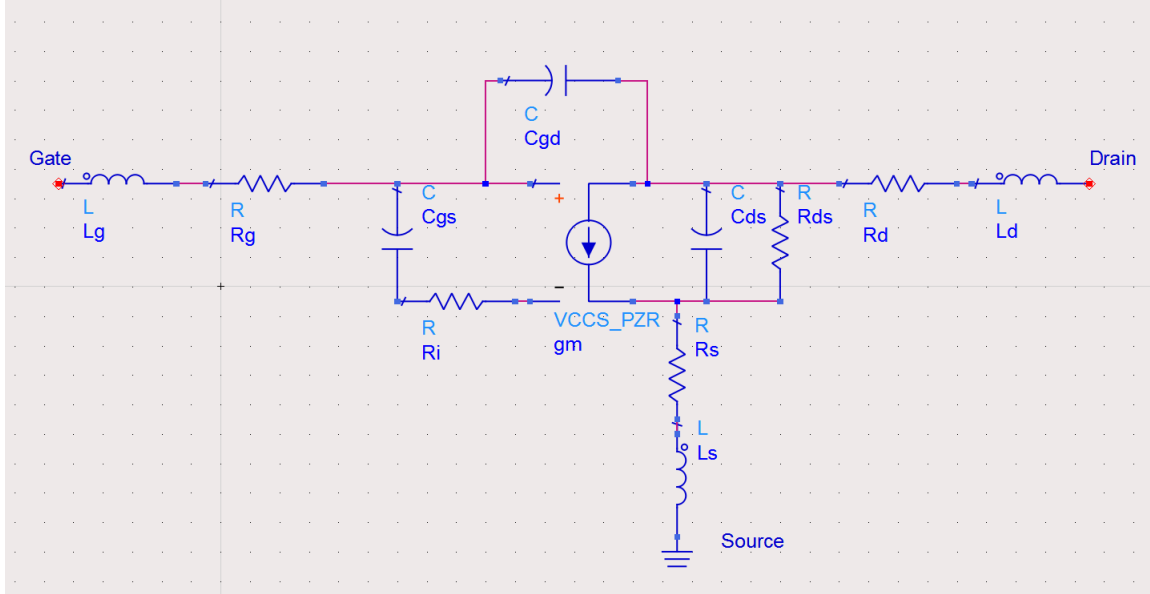 Gate
L
Lg
R
Rg
C
Cgs
R
Ri
C
Cgd
+
–
VCCS_PZR
gm
C
Cds
R
Rds
R
Rs
L
Ls
Source
R
Rd
L
Ld
Drain